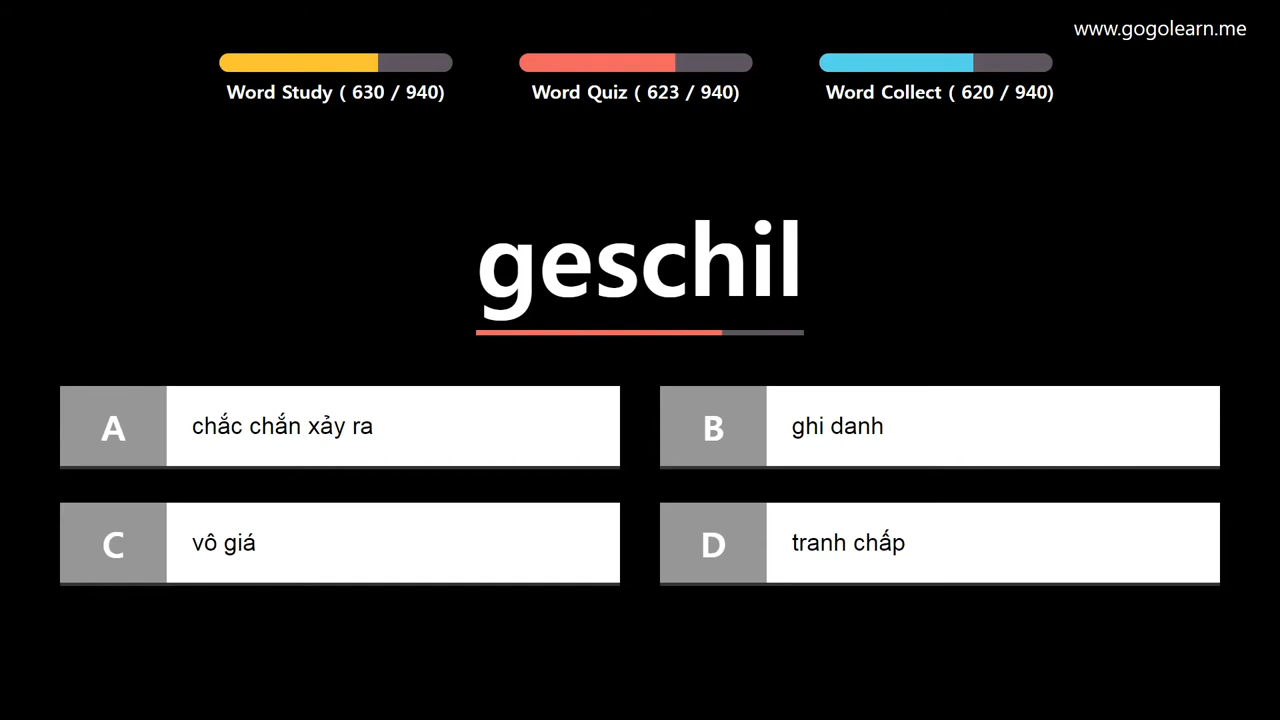 www.gogolearn.me
Word Study ( 630 / 940)
Word Quiz ( 623 / 940)
Word Collect ( 620 / 940)
geschil
A
chắc chắn xảy ra
B
ghi danh
C
vô giá
D
tranh chấp